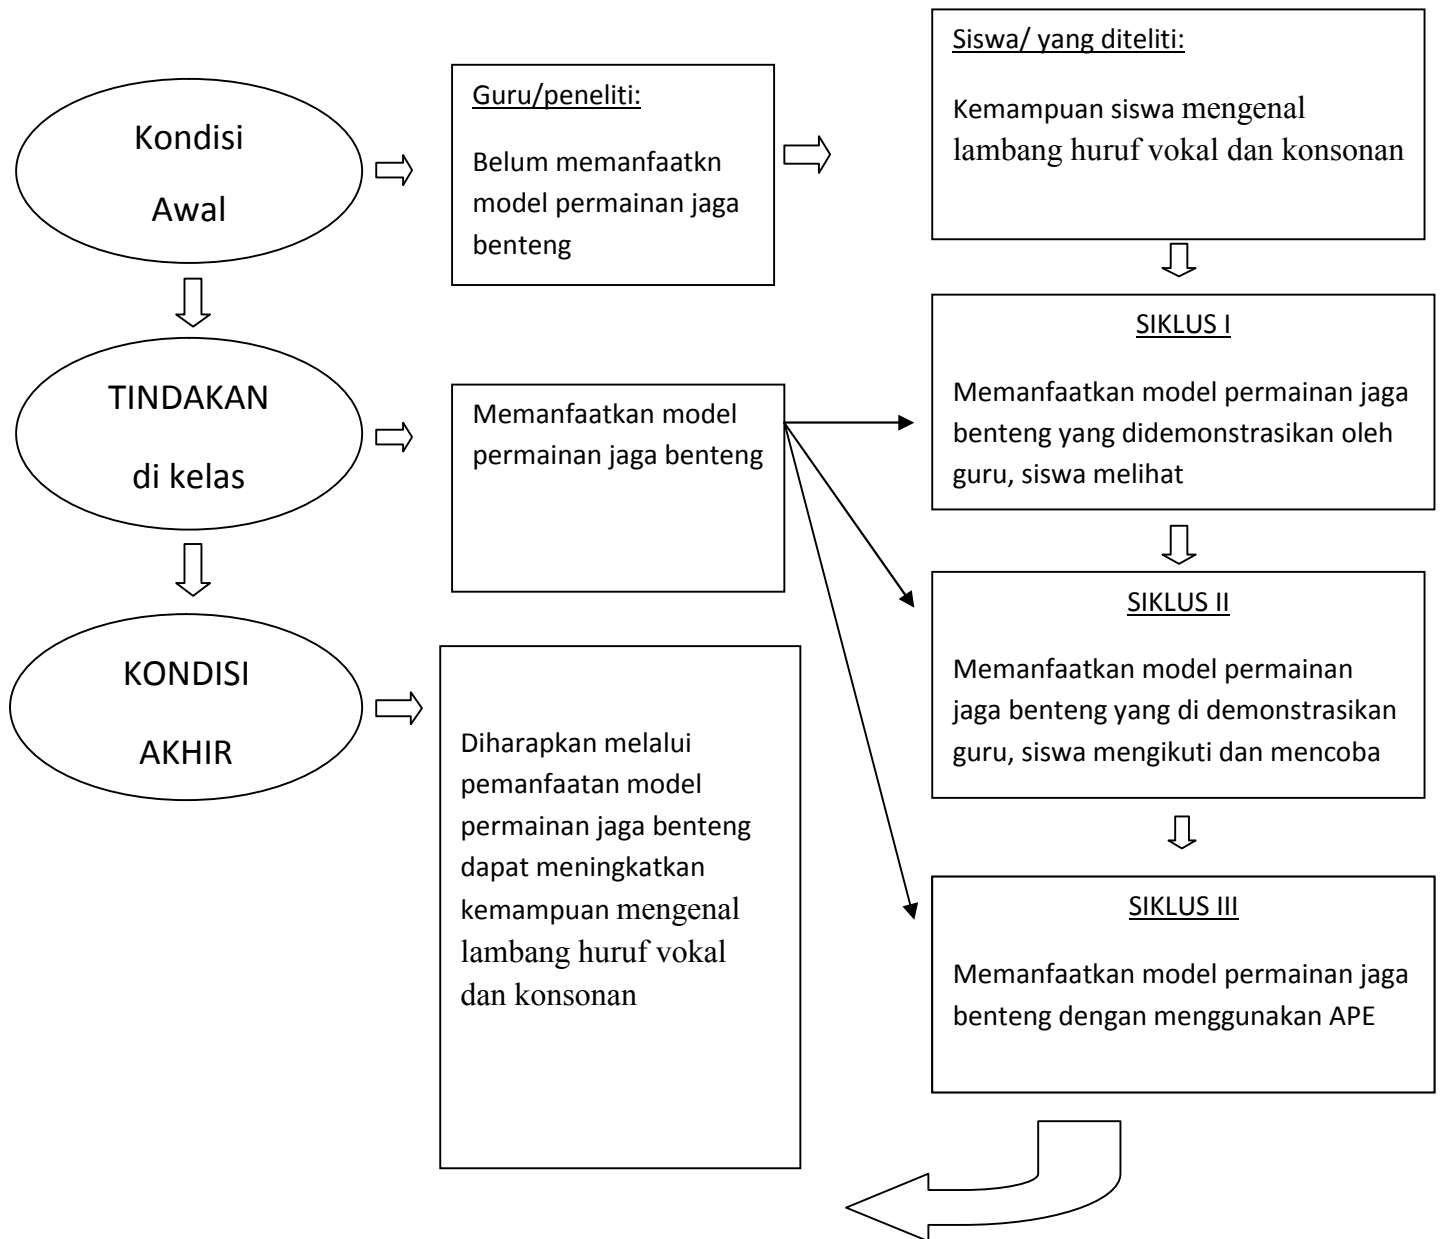 Kondisi
Awal
Guru/peneliti:
Belum memanfaatkn
model permainan jaga
benteng
Siswa/ yang diteliti:
Kemampuan siswa mengenal
lambang huruf vokal dan konsonan
TINDAKAN
di kelas
Memanfaatkan model
permainan jaga benteng
SIKLUS I
Memanfaatkan model permainan jaga
benteng yang didemonstrasikan oleh
guru, siswa melihat
SIKLUS II
Memanfaatkan model permainan
jaga benteng yang di demonstrasikan
guru, siswa mengikuti dan mencoba
SIKLUS III
Memanfaatkan model permainan jaga
benteng dengan menggunakan APE
KONDISI
AKHIR
Diharapkan melalui
pemanfaatan model
permainan jaga benteng
dapat meningkatkan
kemampuan mengenal
lambang huruf vokal
dan konsonan